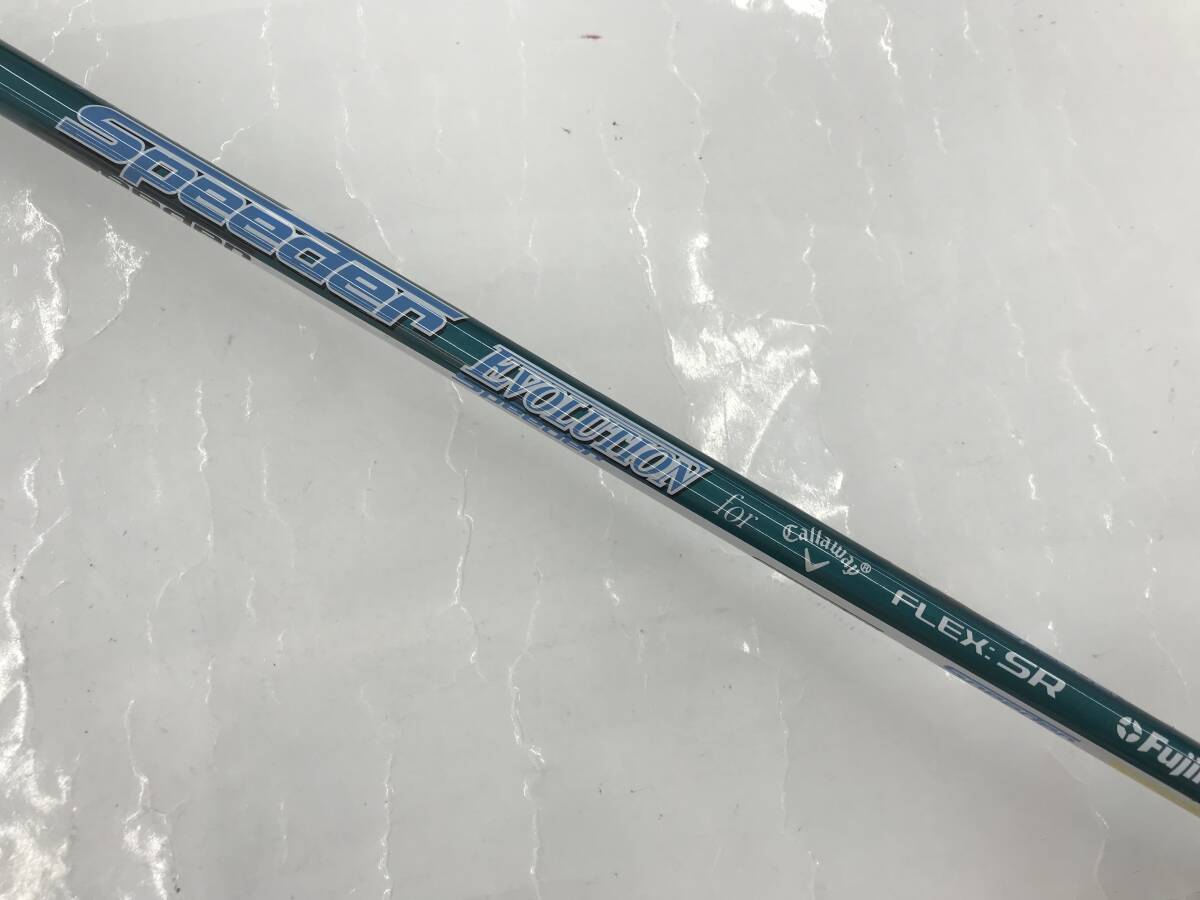 Speeder
EVOLUTION
for
Callaway®
FLEX: SR
Fuji